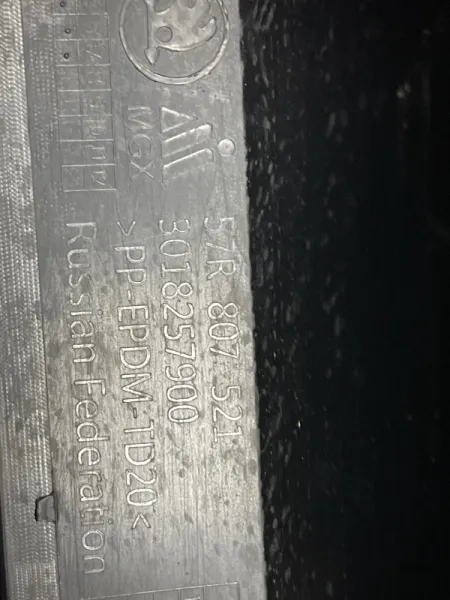 57R 807 521
3018257900
>PP-EPDM-TD20<
Russian Federation
MGX